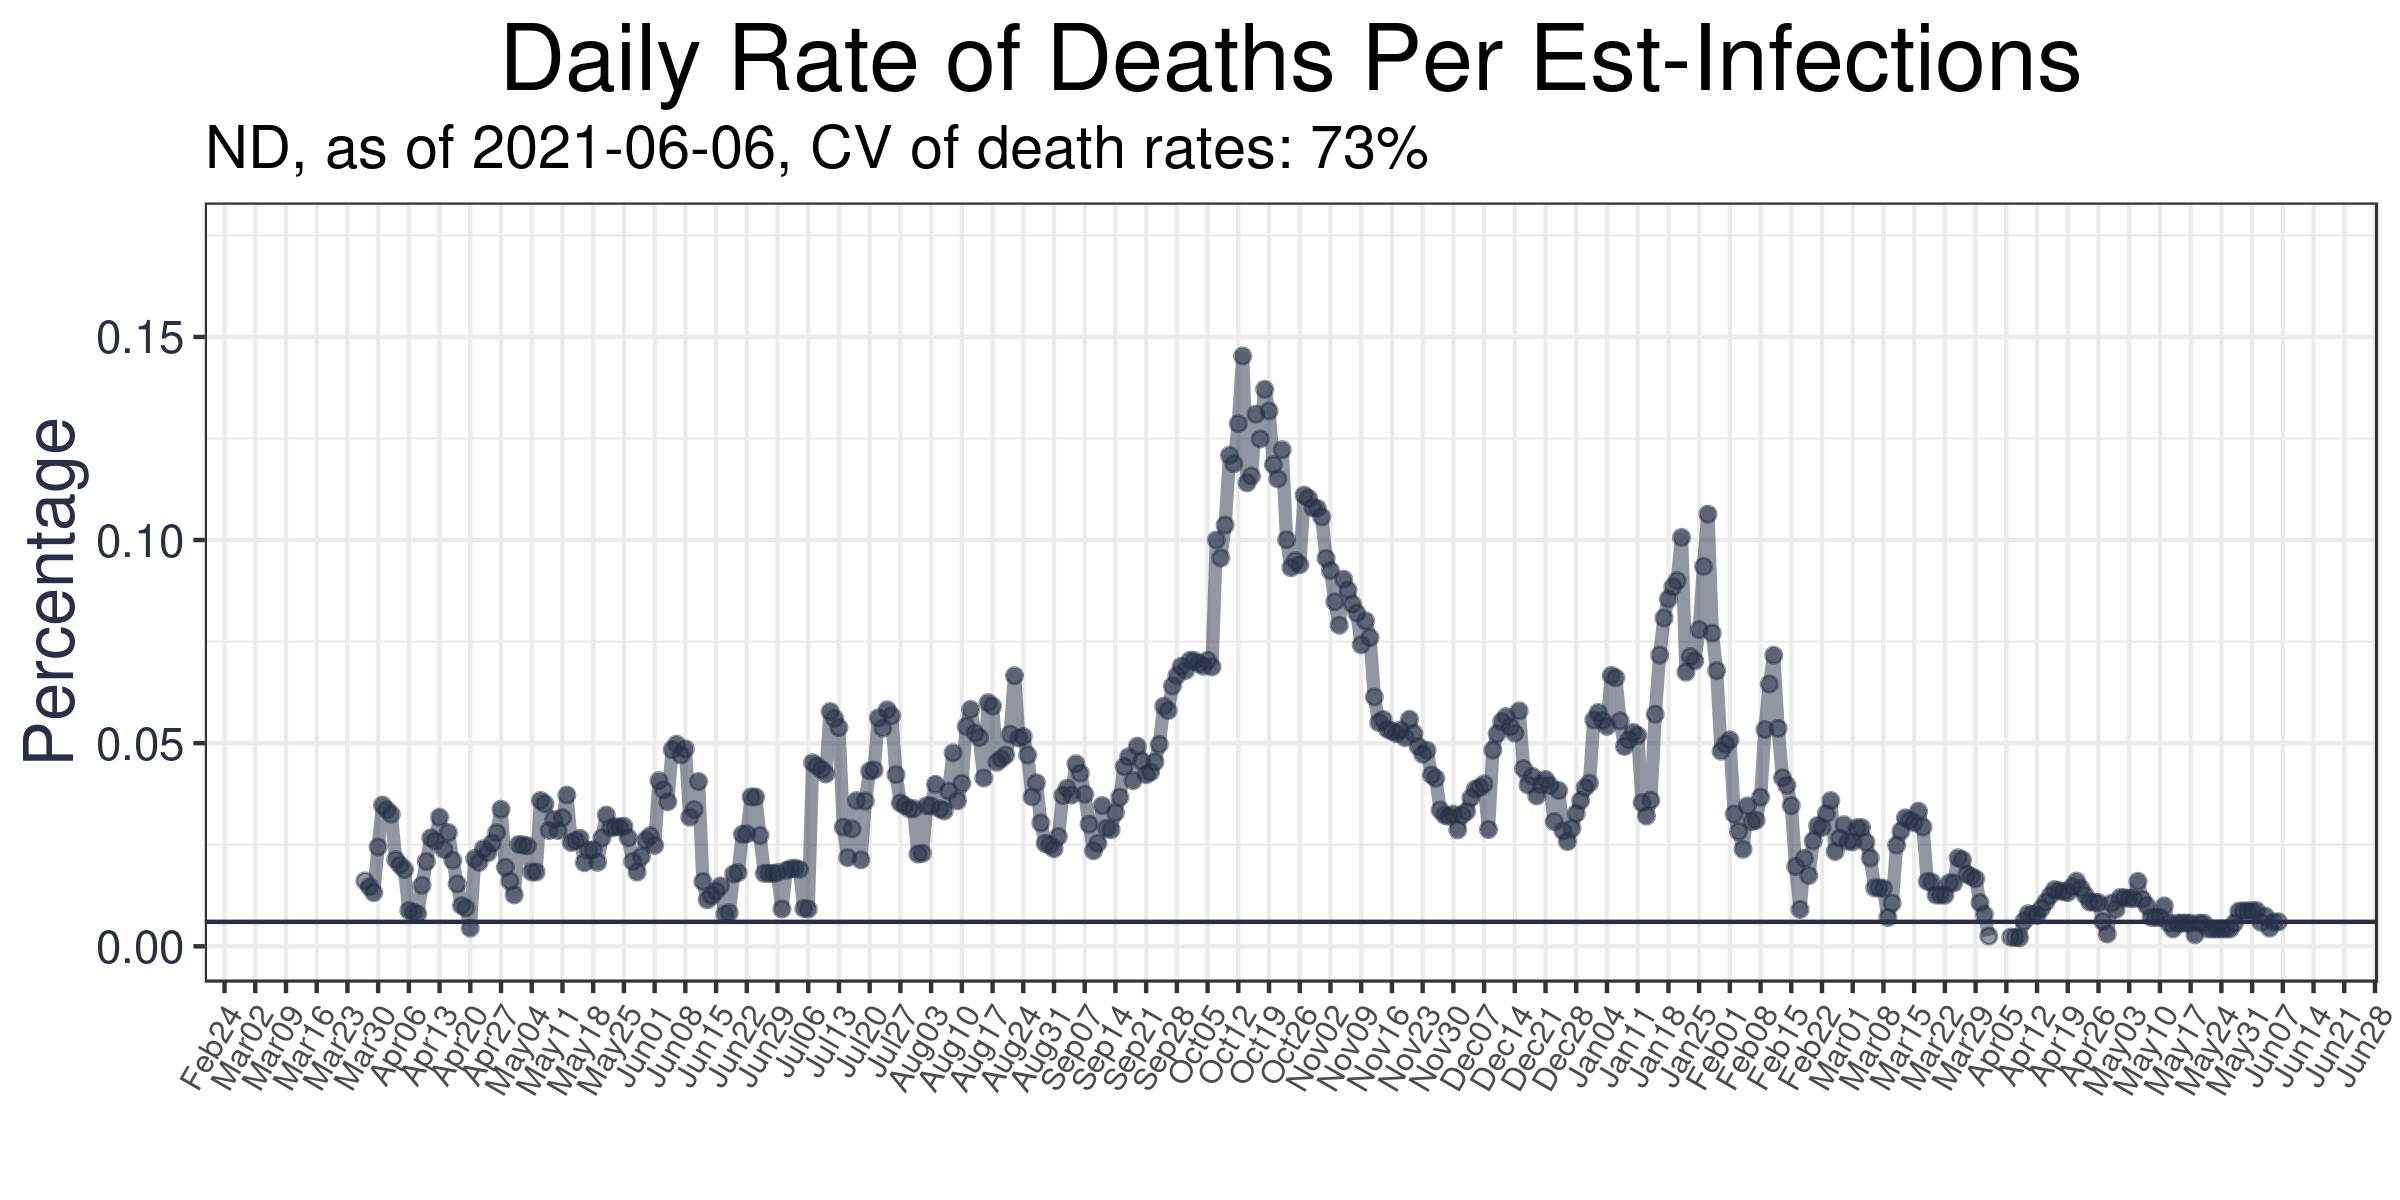 Daily Rate of Deaths Per Est-Infections
ND, as of 2021-06-06, CV of death rates: 73%
Percentage
0.15
0.10
0.05
0.00
Feb24
Mar02
Mar09
Mar16
Mar23
Mar30
Apr06
Apr13
Apr20
Apr27
May04
May11
May18
May25
Jun01
Jun08
Jun15
Jun22
Jun29
Jul06
Jul13
Jul20
Jul27
Aug03
Aug10
Aug17
Aug24
Aug31
Sep07
Sep14
Sep21
Sep28
Oct05
Oct12
Oct19
Oct26
Nov02
Nov09
Nov16
Nov23
Nov30
Dec07
Dec14
Dec21
Dec28
Jan04
Jan11
Jan18
Jan25
Feb01
Feb08
Feb15
Feb22
Mar01
Mar08
Mar15
Mar22
Mar29
Apr05
Apr12
Apr19
Apr26
May03
May10
May17
May24
May31
Jun07
Jun14
Jun21
Jun28